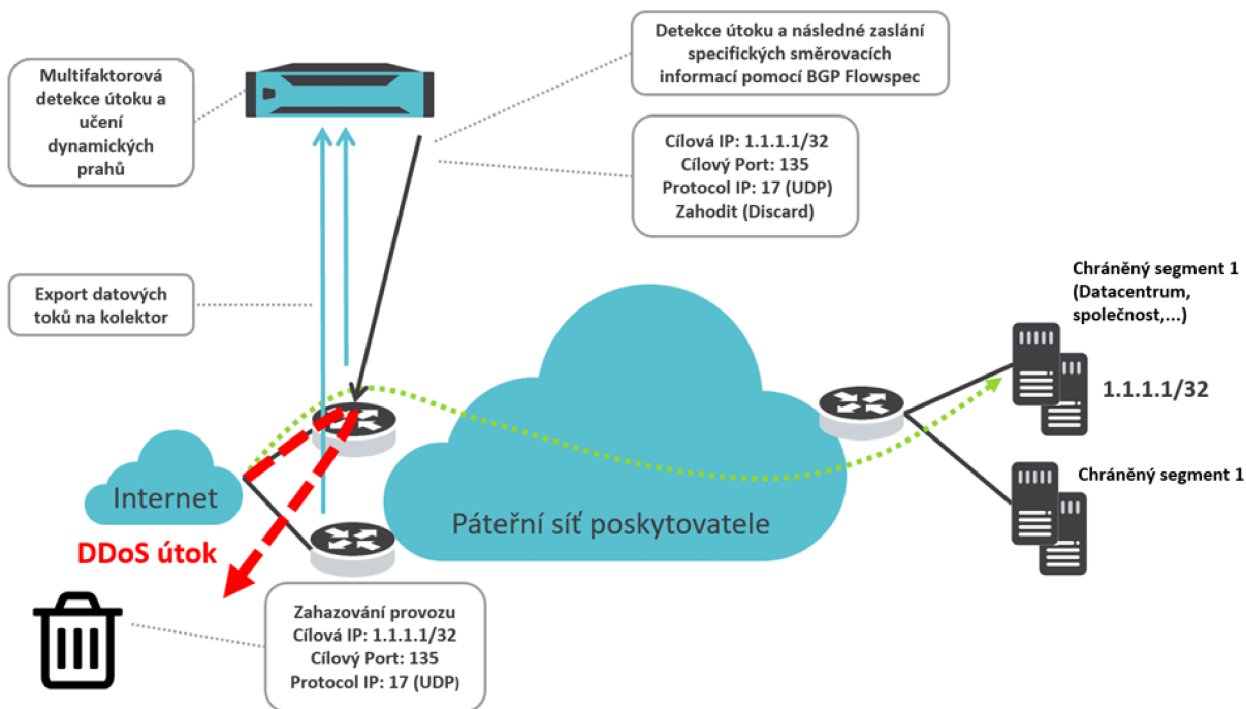 Detekce útoku a následné zaslání
specifických směrovacích
informací pomocí BGP Flowspec
Multifaktorová
detekce útoku a
učení
dynamických
prahů
Cílová IP: 1.1.1.1/32
Cílový Port: 135
Protocol IP: 17 (UDP)
Zahodit (Discard)
Export datových
toků na kolektor
Chráněný segment 1
(Datacentrum,
společnost,...)
1.1.1.1/32
Chráněný segment 1
Internet
Páteřní síť poskytovatele
DDoS útok
Zahazování provozu
Cílová IP: 1.1.1.1/32
Cílový Port: 135
Protocol IP: 17 (UDP)